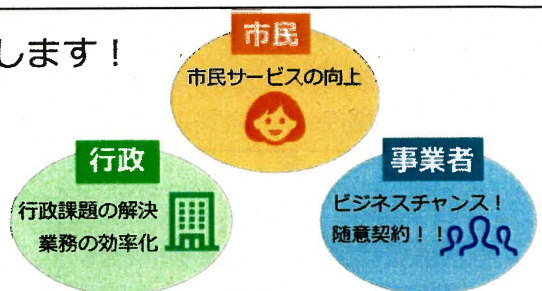 します！
市民
市民サービスの向上
行政
行政課題の解決
業務の効率化
事業者
ビジネスチャンス！
随意契約！！